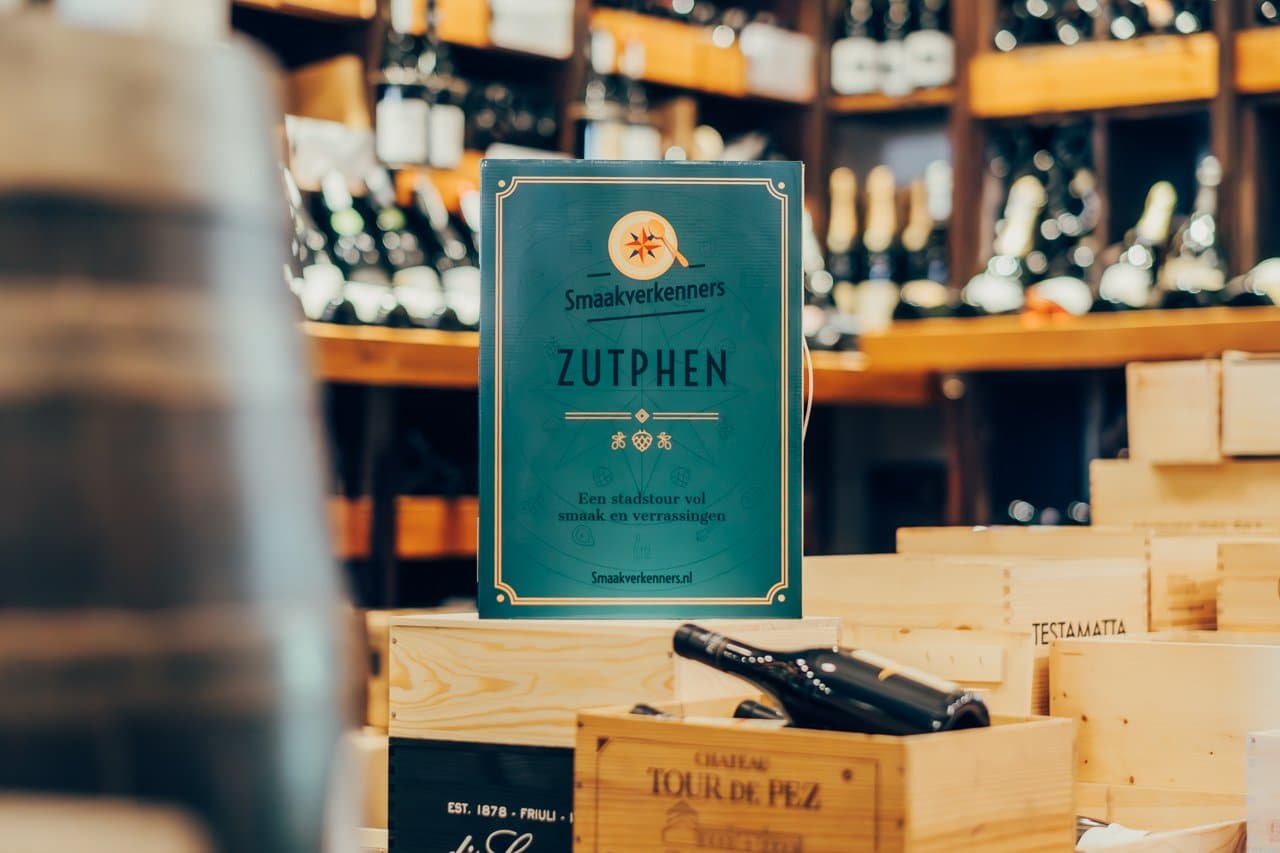 Smaakverkenners
ZUTPHEN
Een stadstour vol
smaak en verrassingen
Smaakverkenners.nl
TESTAMATTA
CHATEAU
TOUR DE PEZ
EST. 1878 - FRIULI -